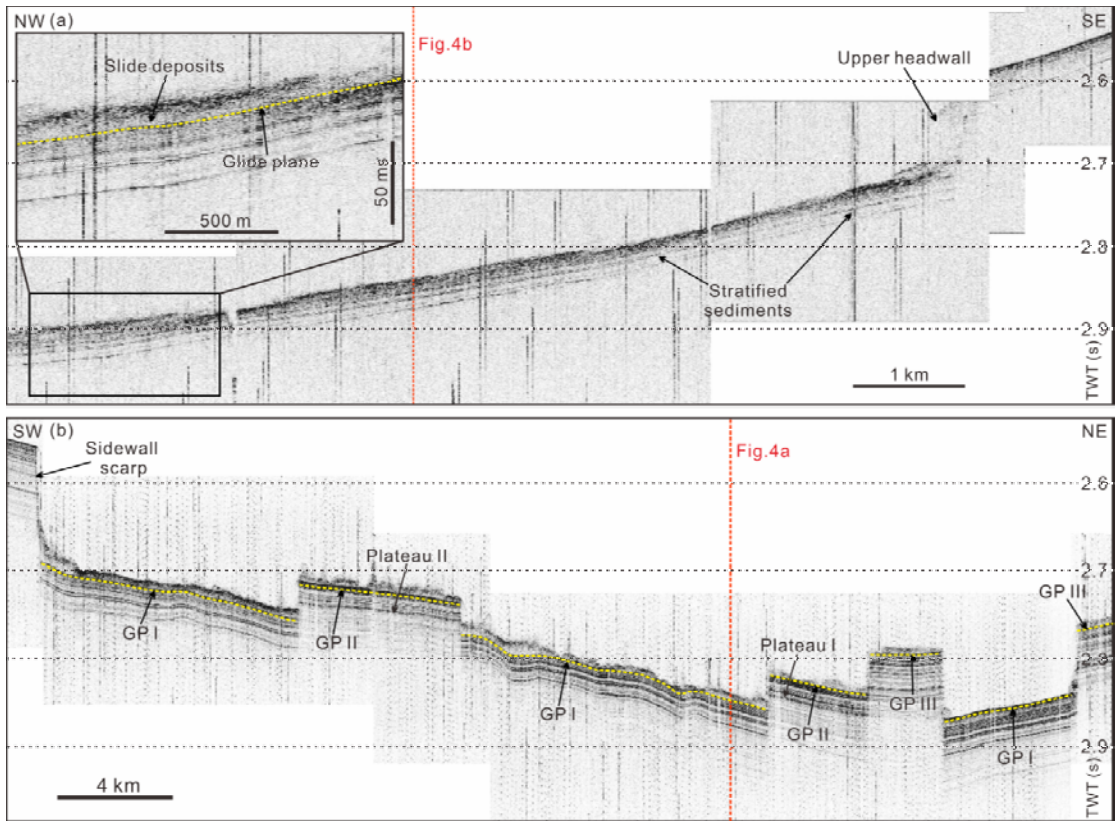 NW (a)
SE
Fig.4b
Slide deposits
Upper headwall
2.6
Glide plane
50 ms
2.7
500 m
2.8
Stratified
sediments
2.9
1 km
TWT (s)
SW (b)
NE
Sidewall
scarp
Fig.4a
2.6
Plateau II
2.7
GP III
GP I
GP II
Plateau I
2.8
GP I
GP III
GP II
GP I
2.9
4 km
TWT (s)